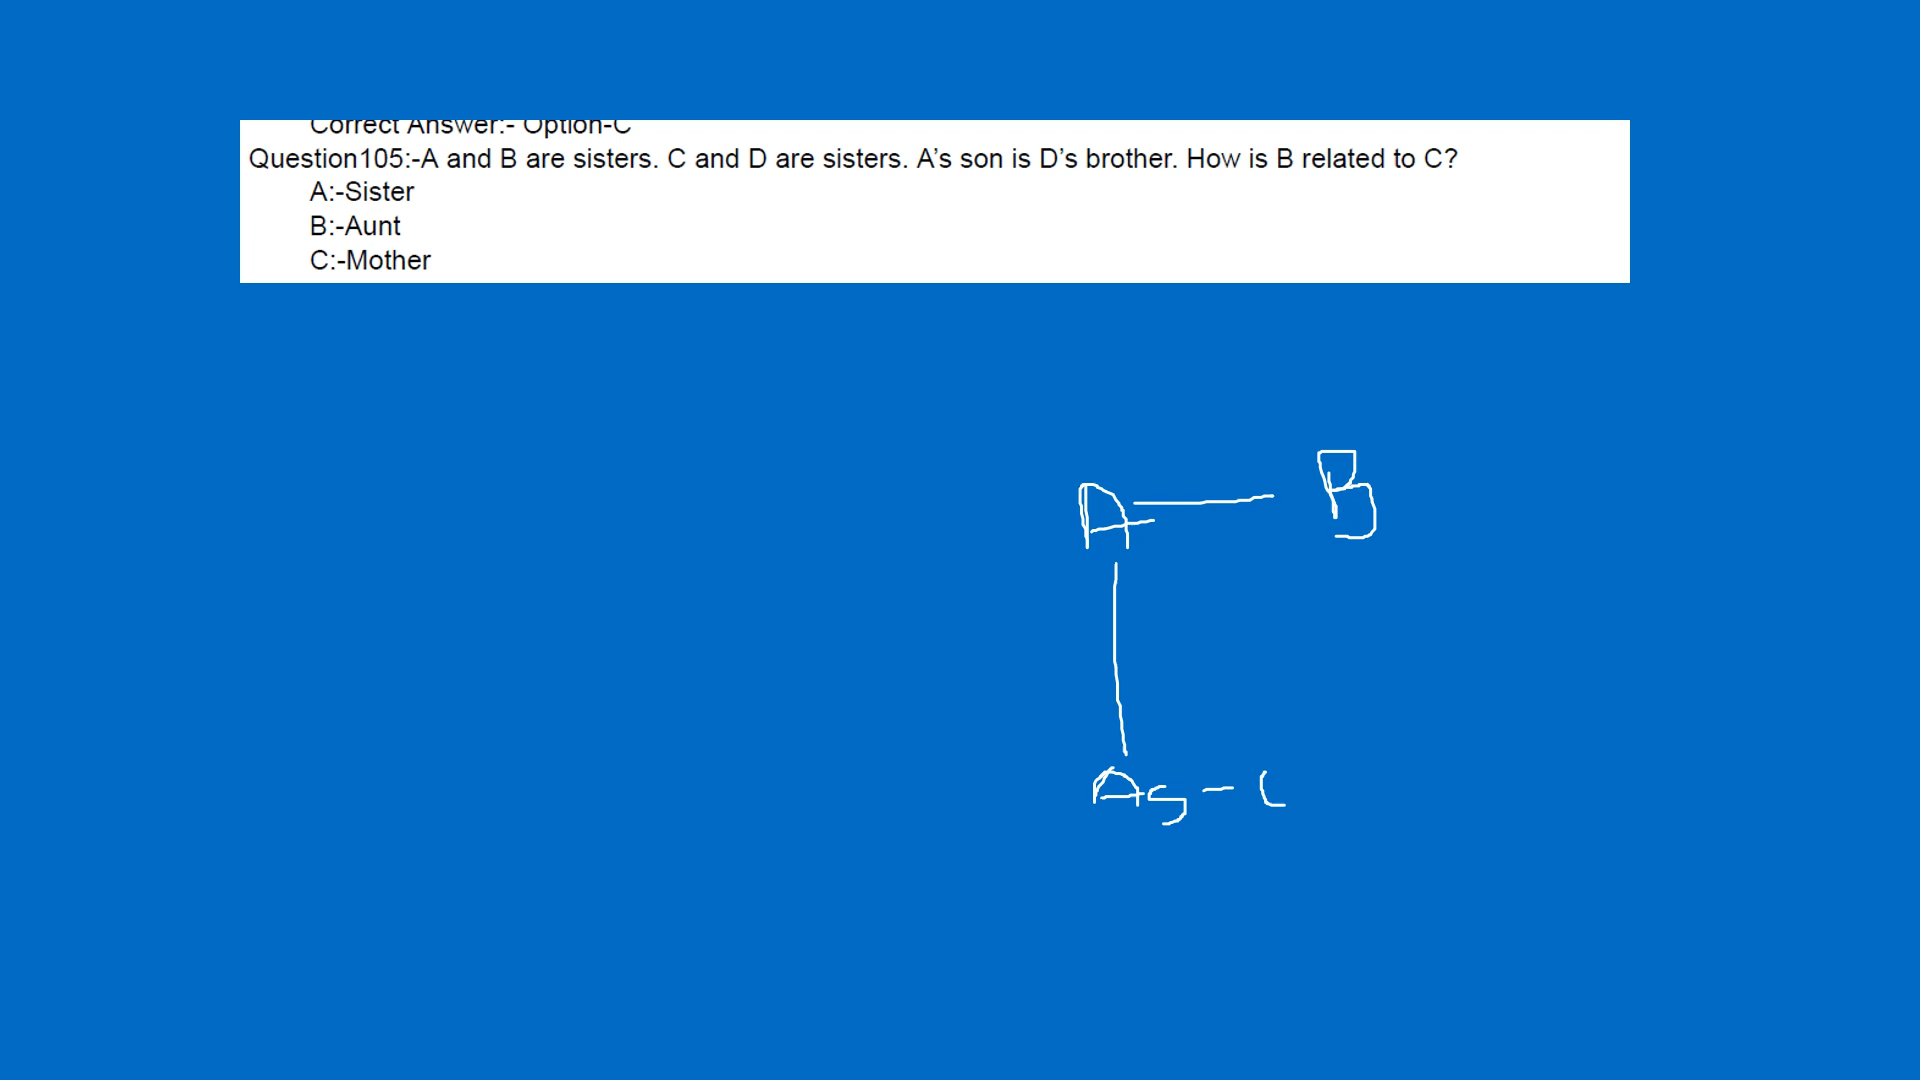 Correct Answer:- Option-C
Question105:-A and B are sisters. C and D are sisters. A's son is D's brother. How is B related to C?
A:-Sister
B:-Aunt
C:-Mother
A — B
As - C